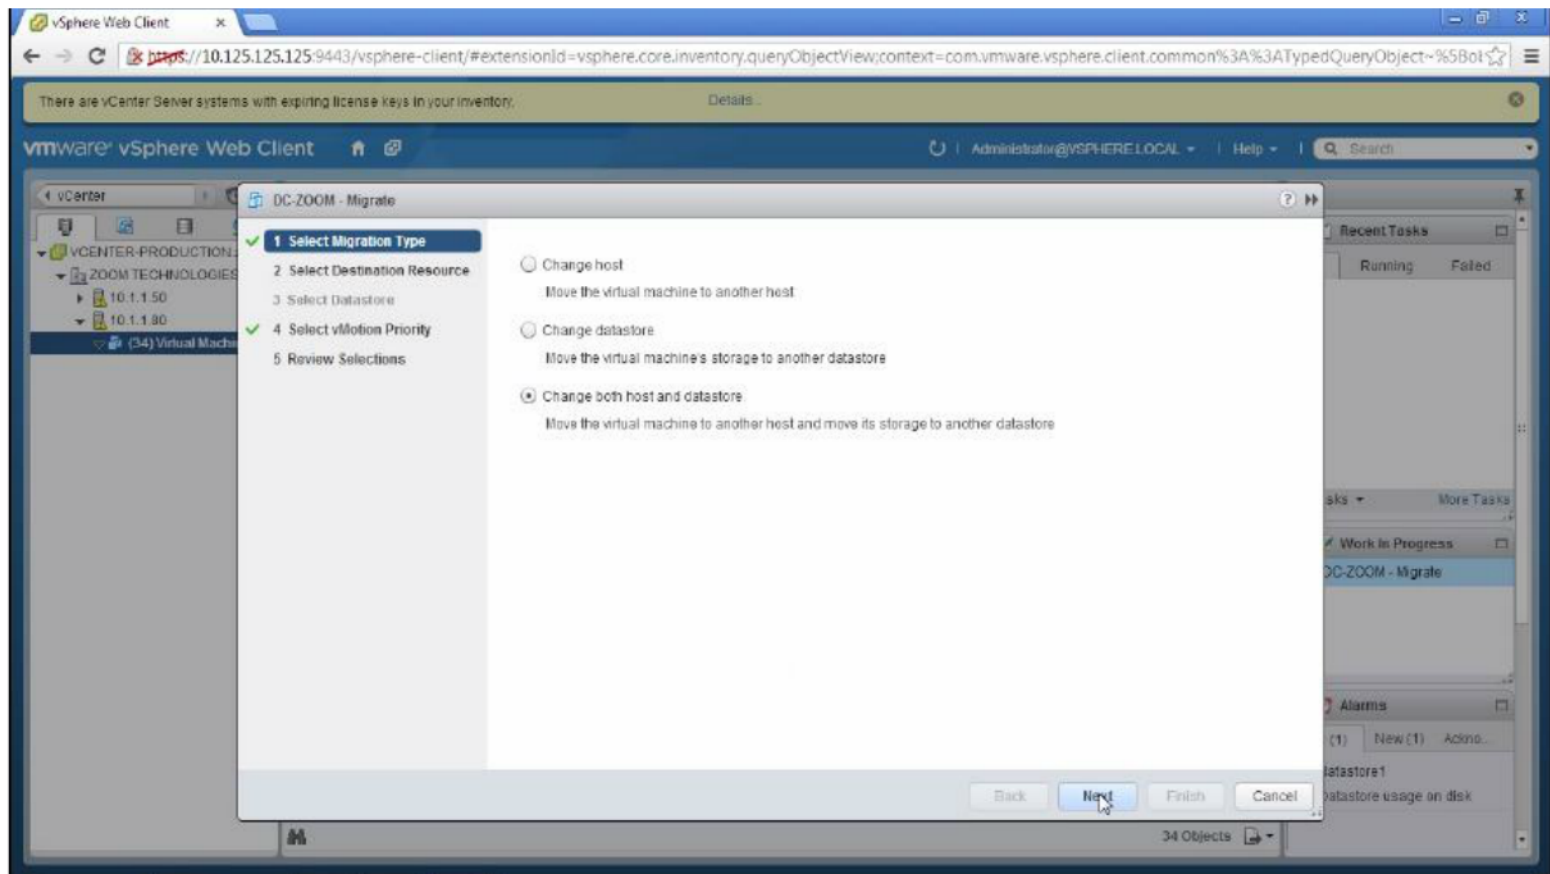 vSphere Web Client
https://10.125.125.125:9443/vsphere-client/#extensionId=vsphere.core.inventory.queryObjectView;context=com.vmware.vsphere.client.common%3A%3ATypedQueryObject~%5Bobj
There are vCenter Server systems with expiring license keys in your inventory. Details...
vmware® vSphere Web Client Administrator@VSPHERE.LOCAL Help Search
vCenter
DC-ZOOM - Migrate
1 Select Migration Type
2 Select Destination Resource
3 Select Datastore
4 Select vMotion Priority
5 Review Selections
VCENTER-PRODUCTION.
ZOOM TECHNOLOGIES
10.1.1.50
10.1.1.80
(34) Virtual Machi
Change host
Move the virtual machine to another host
Change datastore
Move the virtual machine's storage to another datastore
Change both host and datastore
Move the virtual machine to another host and move its storage to another datastore
Back Next Finish Cancel
34 Objects
Recent Tasks
Running Failed
sks More Tasks
Work In Progress
DC-ZOOM - Migrate
Alarms
(1) New (1) Ackno...
datastore1
Datastore usage on disk